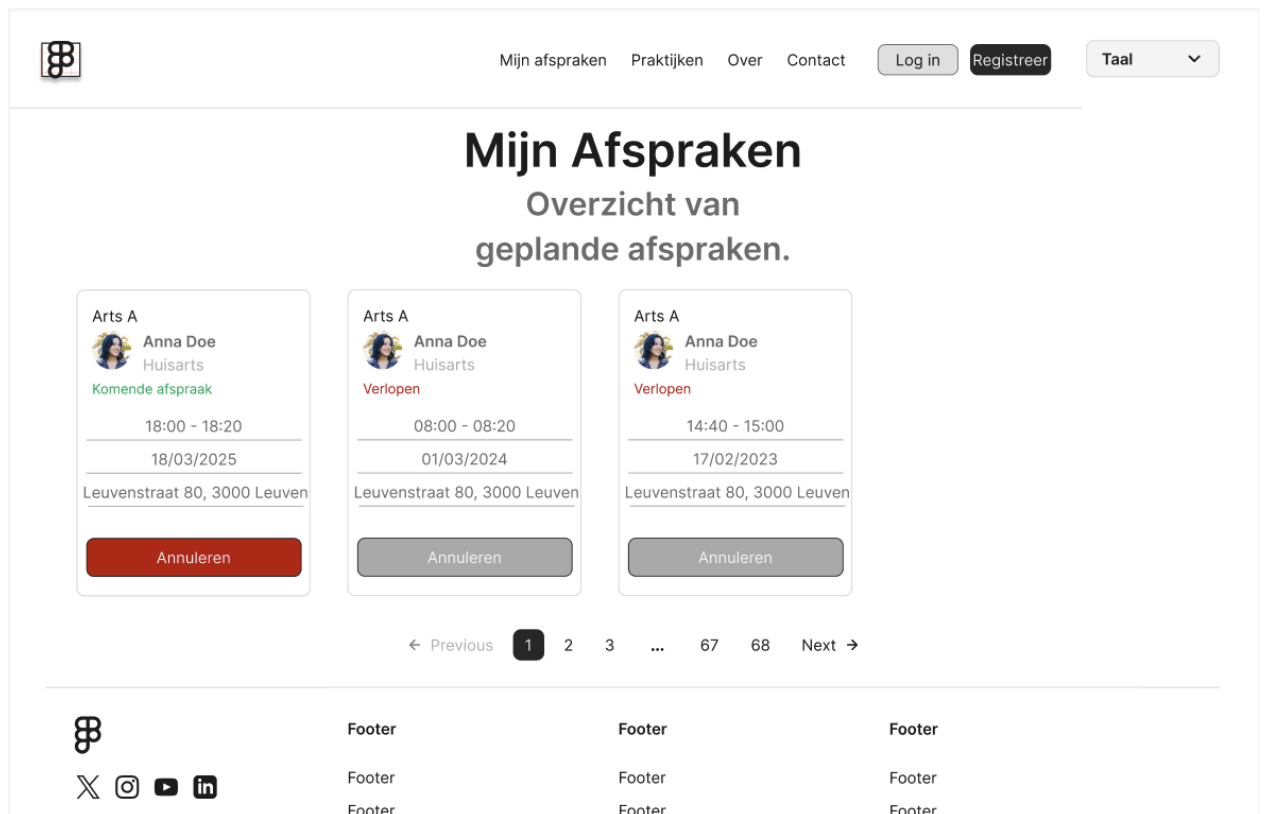 Mijn afspraken Praktijken Over Contact Log in Registreer Taal
Mijn Afspraken
Overzicht van
geplande afspraken.
Arts A
Anna Doe
Huisarts
Komende afspraak
18:00 - 18:20
18/03/2025
Leuvenstraat 80, 3000 Leuven
Annuleren
Arts A
Anna Doe
Huisarts
Verlopen
08:00 - 08:20
01/03/2024
Leuvenstraat 80, 3000 Leuven
Annuleren
Arts A
Anna Doe
Huisarts
Verlopen
14:40 - 15:00
17/02/2023
Leuvenstraat 80, 3000 Leuven
Annuleren
← Previous 1 2 3 ... 67 68 Next →
Footer Footer Footer
Footer Footer Footer
Footer Footer Footer